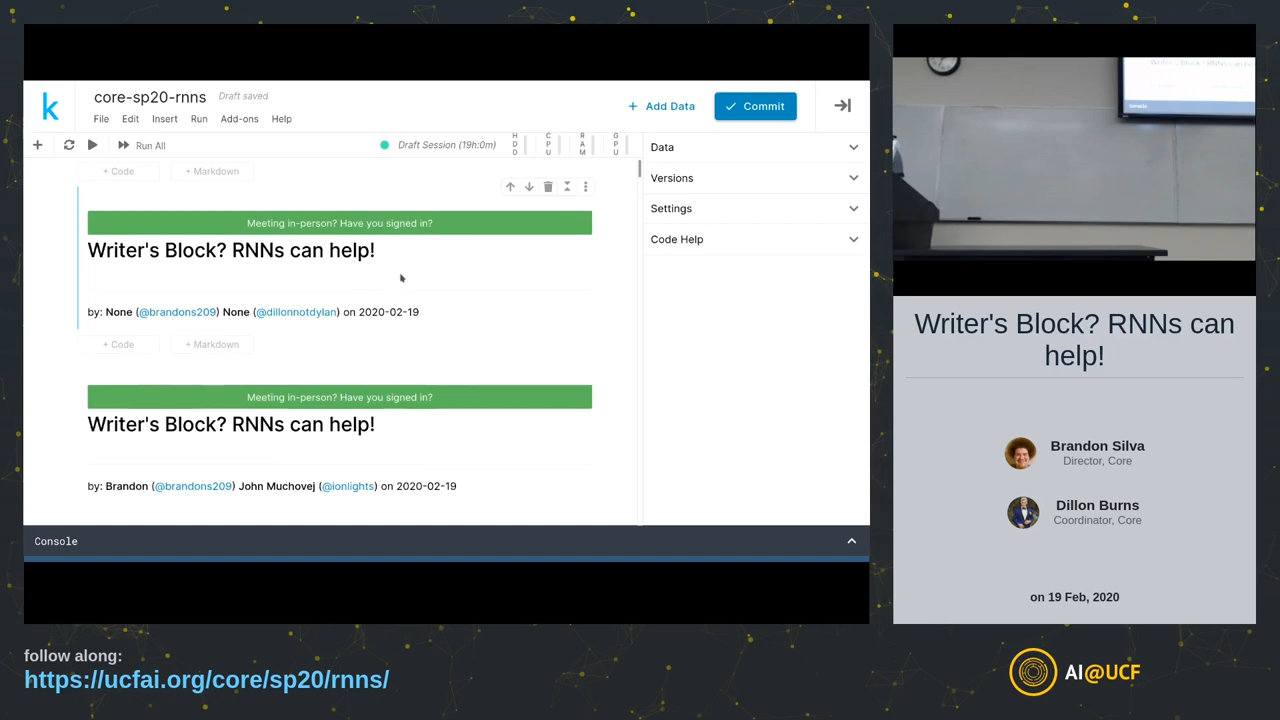 core-sp20-rnns
Draft saved
File Edit Insert Run Add-ons Help
+ Add Data
Commit
Run All
Draft Session (19h:0m)
HDD
CPU
RAM
GPU
+ Code
+ Markdown
Meeting in-person? Have you signed in?
Writer's Block? RNNs can help!
by: None (@brandons209) None (@dillonnotdylan) on 2020-02-19
+ Code
+ Markdown
Meeting in-person? Have you signed in?
Writer's Block? RNNs can help!
by: Brandon (@brandons209) John Muchovej (@ionlights) on 2020-02-19
Data
Versions
Settings
Code Help
Console
Writer's Block? RNNs can
help!
Brandon Silva
Director, Core
Dillon Burns
Coordinator, Core
on 19 Feb, 2020
follow along:
https://ucfai.org/core/sp20/rnns/
AI@UCF